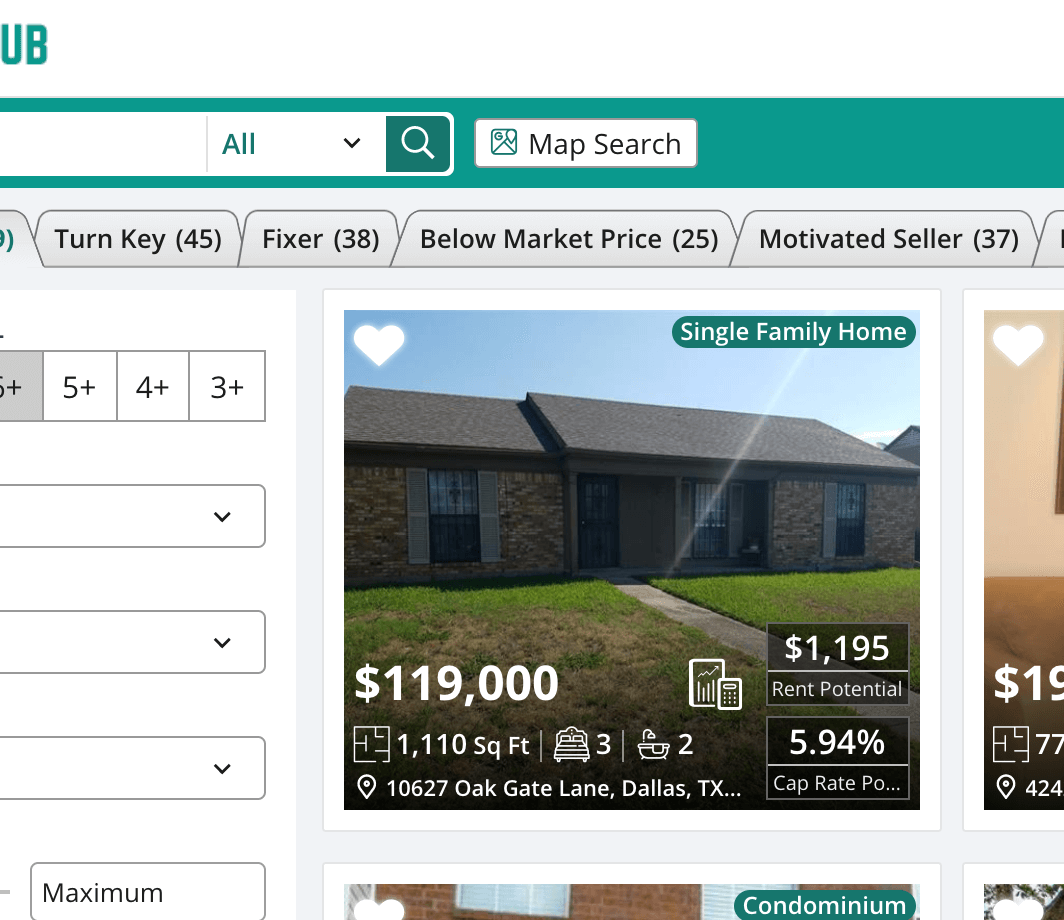 UB
All
Map Search
9)
Turn Key (45)
Fixer (38)
Below Market Price (25)
Motivated Seller (37)
5+
4+
3+
Maximum
Single Family Home
$119,000
1,110 Sq Ft
3
2
10627 Oak Gate Lane, Dallas, TX...
$1,195
Rent Potential
5.94%
Cap Rate Po...
$19
77
424
Condominium